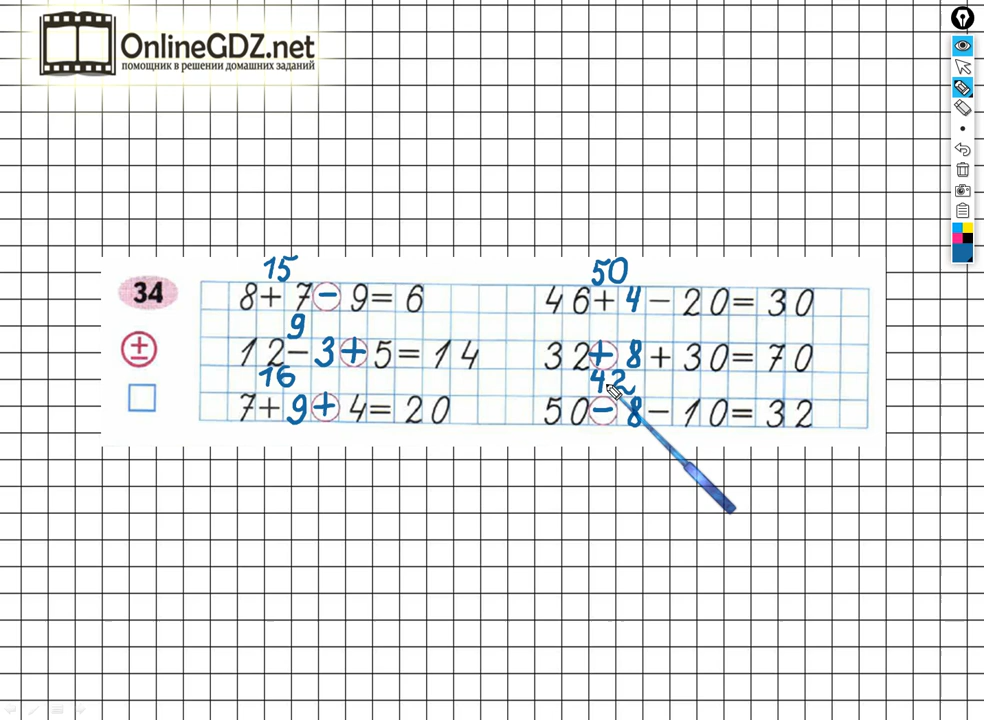 OnlineGDZ.net
помощник в решении домашних заданий
15 50
34 8+7-9=6 46+4-20=30
9
± 12-3+5=14 32+8+30=70
16 42
7+9+4=20 50-8-10=32